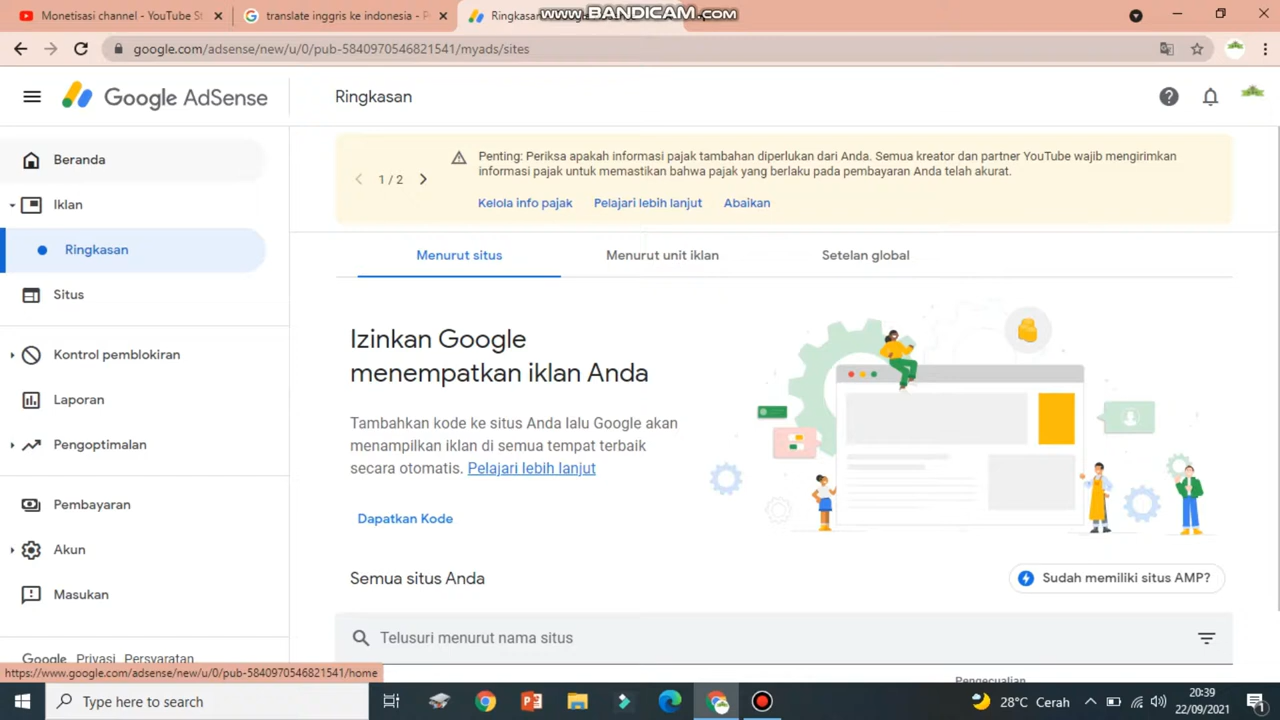 Monetisasi channel - YouTube St
translate inggris ke indonesia - P
Ringkasan
www.BANDICAM.com
google.com/adsense/new/u/0/pub-5840970546821541/myads/sites
Google AdSense
Ringkasan
Beranda
Iklan
Ringkasan
Situs
Kontrol pemblokiran
Laporan
Pengoptimalan
Pembayaran
Akun
Masukan
Google Privasi Persyaratan
https://www.google.com/adsense/new/u/0/pub-5840970546821541/home
1 / 2
Penting: Periksa apakah informasi pajak tambahan diperlukan dari Anda. Semua kreator dan partner YouTube wajib mengirimkan
informasi pajak untuk memastikan bahwa pajak yang berlaku pada pembayaran Anda telah akurat.
Kelola info pajak Pelajari lebih lanjut Abaikan
Menurut situs Menurut unit iklan Setelan global
Izinkan Google
menempatkan iklan Anda
Tambahkan kode ke situs Anda lalu Google akan
menampilkan iklan di semua tempat terbaik
secara otomatis. Pelajari lebih lanjut
Dapatkan Kode
Semua situs Anda
Sudah memiliki situs AMP?
Telusuri menurut nama situs
Pengecualian
Type here to search
28°C Cerah
20:39
22/09/2021
1